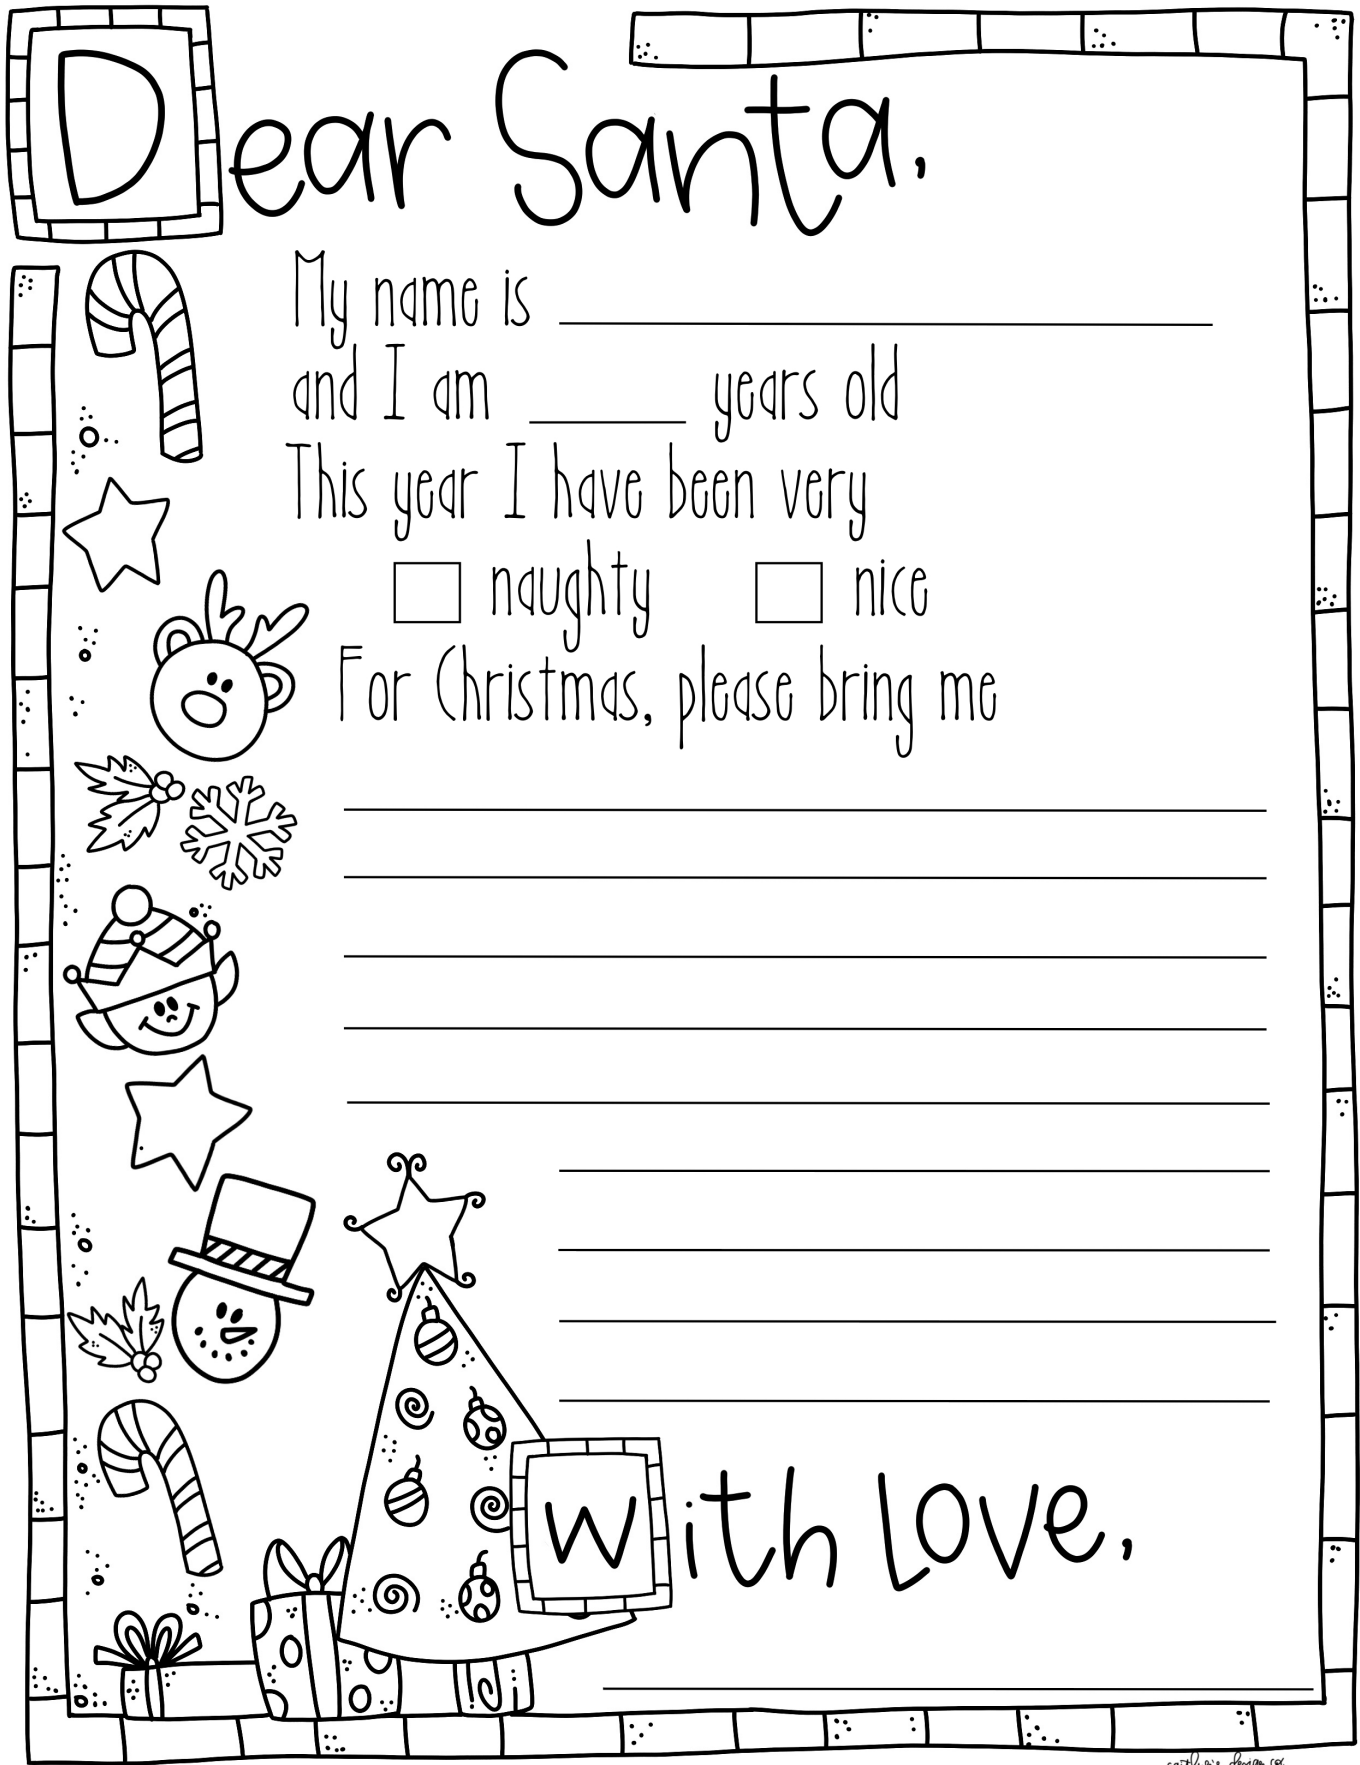 Dear Santa,
My name is
and I am years old
This year I have been very
naughty nice
For Christmas, please bring me
With Love,